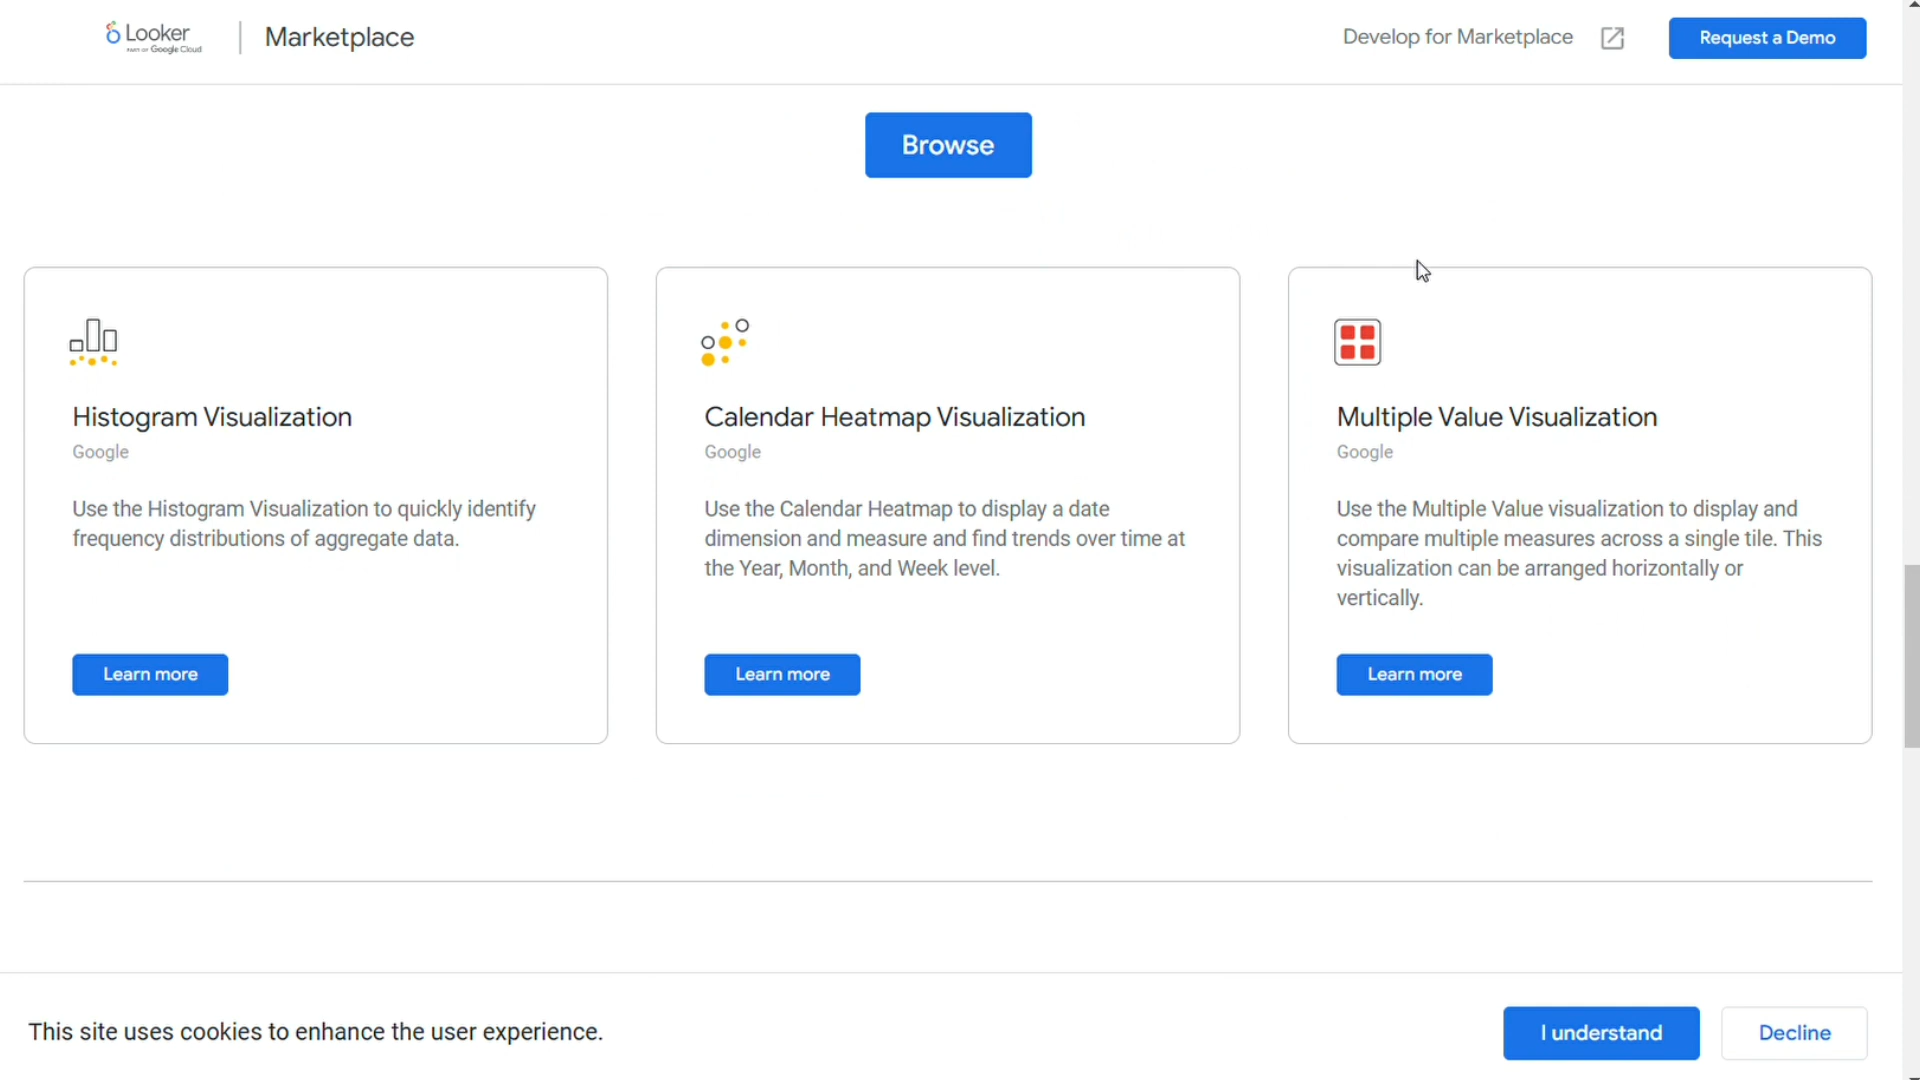 Looker
PART OF Google Cloud
Marketplace
Develop for Marketplace
Request a Demo
Browse
Histogram Visualization
Google
Use the Histogram Visualization to quickly identify
frequency distributions of aggregate data.
Learn more
Calendar Heatmap Visualization
Google
Use the Calendar Heatmap to display a date
dimension and measure and find trends over time at
the Year, Month, and Week level.
Learn more
Multiple Value Visualization
Google
Use the Multiple Value visualization to display and
compare multiple measures across a single tile. This
visualization can be arranged horizontally or
vertically.
Learn more
This site uses cookies to enhance the user experience.
I understand
Decline